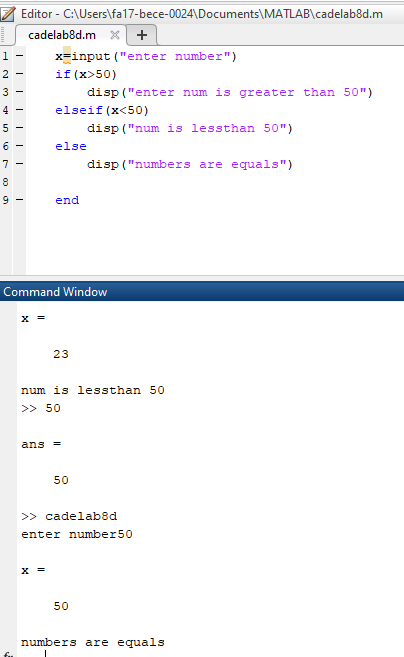 Editor - C:\Users\fa17-bece-0024\Documents\MATLAB\cadelab8d.m
cadelab8d.m × +
1 - x=input("enter number")
2 - if(x>50)
3 - disp("enter num is greater than 50")
4 - elseif(x<50)
5 - disp("num is lessthan 50")
6 - else
7 - disp("numbers are equals")
8
9 - end
Command Window
x =
23
num is lessthan 50
>> 50
ans =
50
>> cadelab8d
enter number50
x =
50
numbers are equals